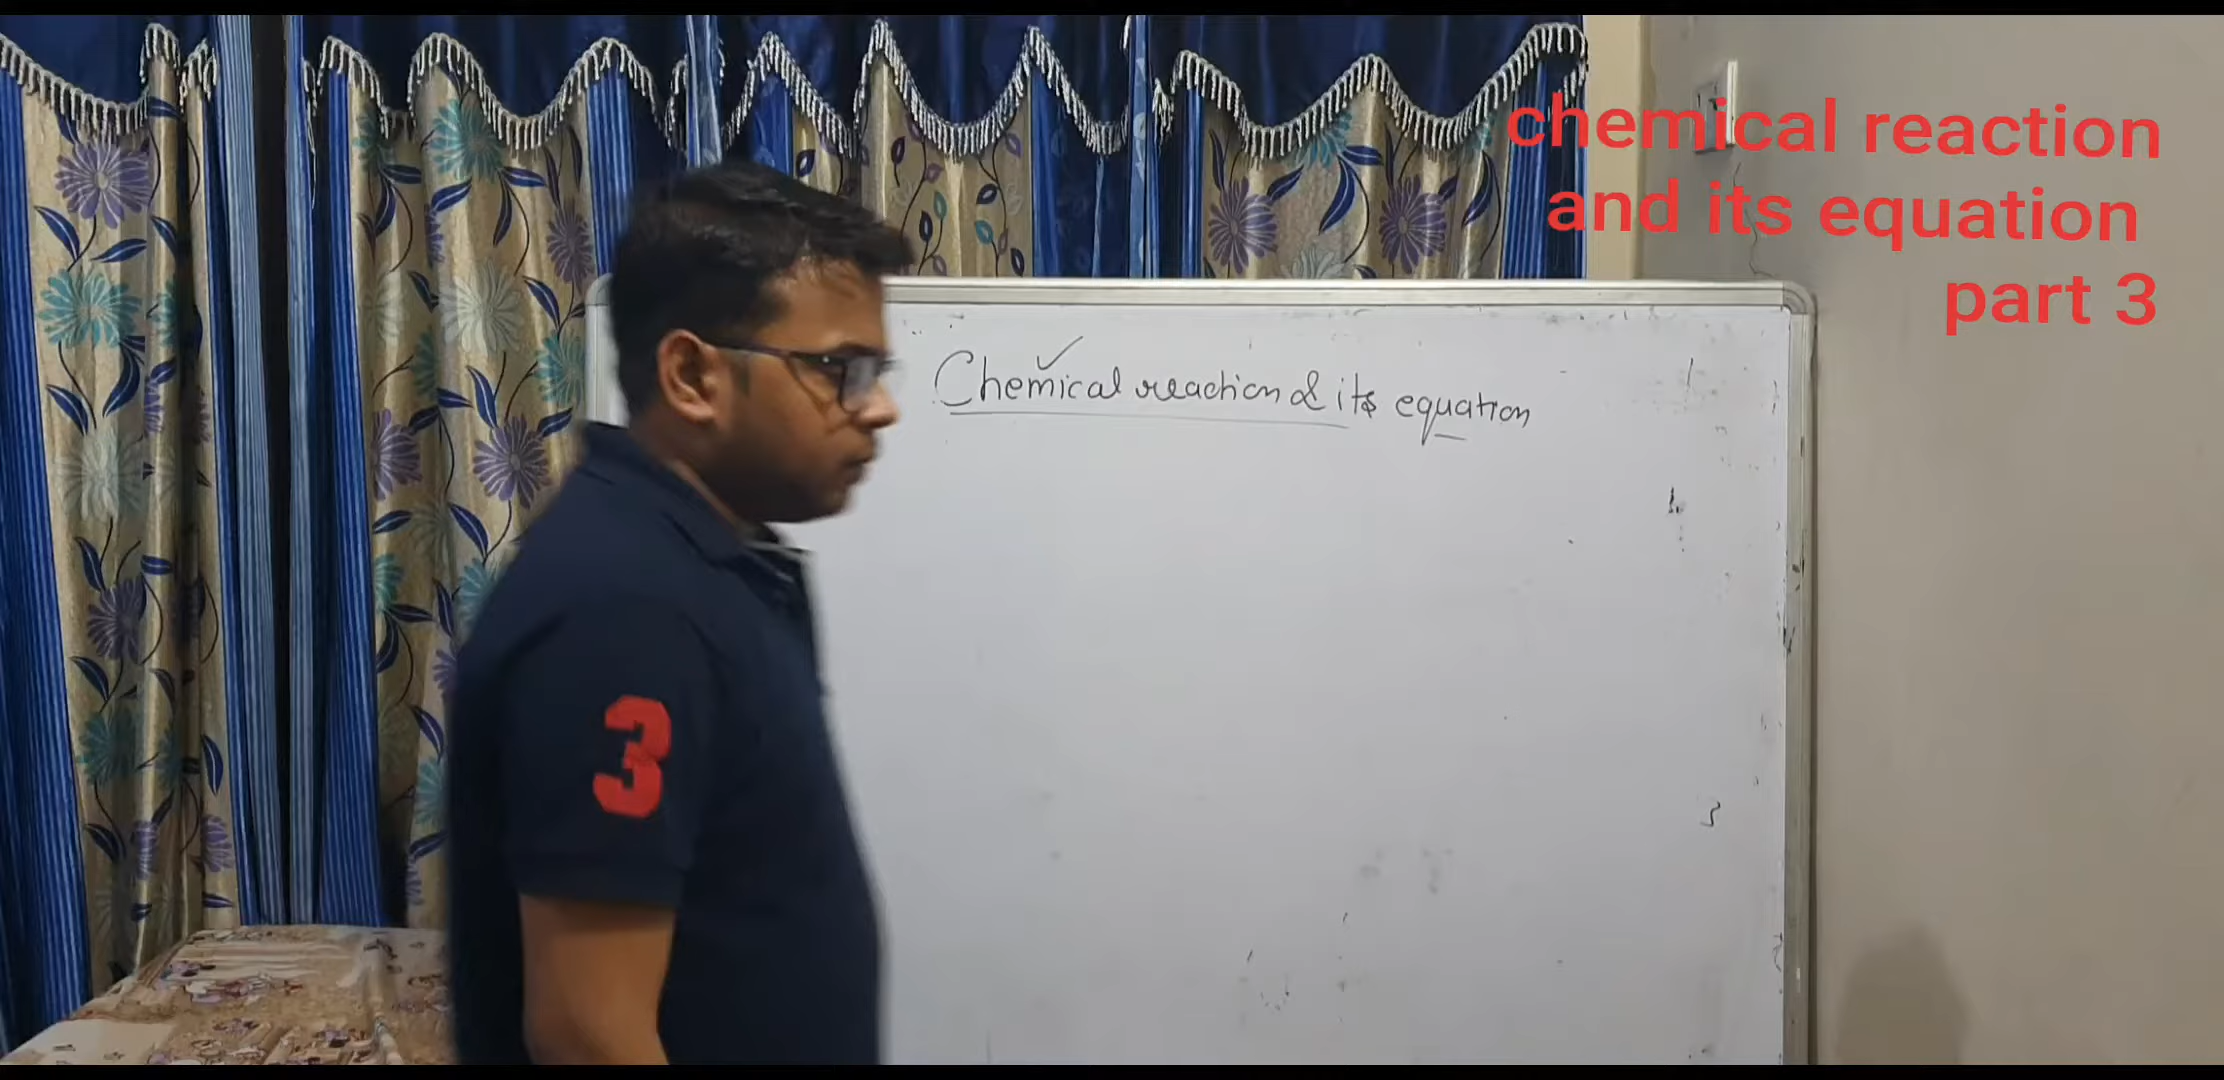 chemical reaction
and its equation
part 3
Chemical reaction & its equation
3